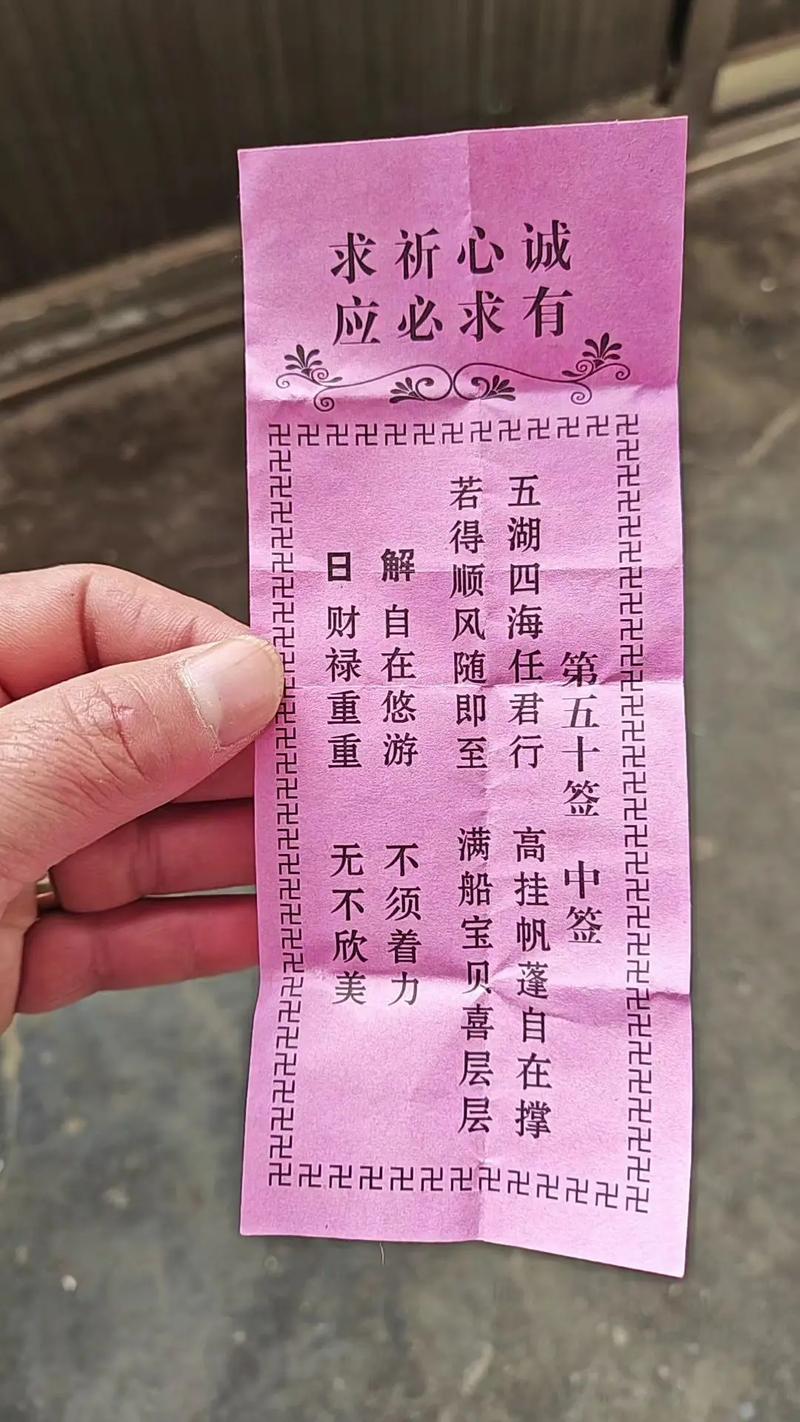 诚心祈求
有求必应
第五十签 中签
五湖四海任君行 高挂帆蓬自在撑
若得顺风随即至 满船宝贝喜层层
解 自在悠游 不须着力
日 财禄重重 无不欣美